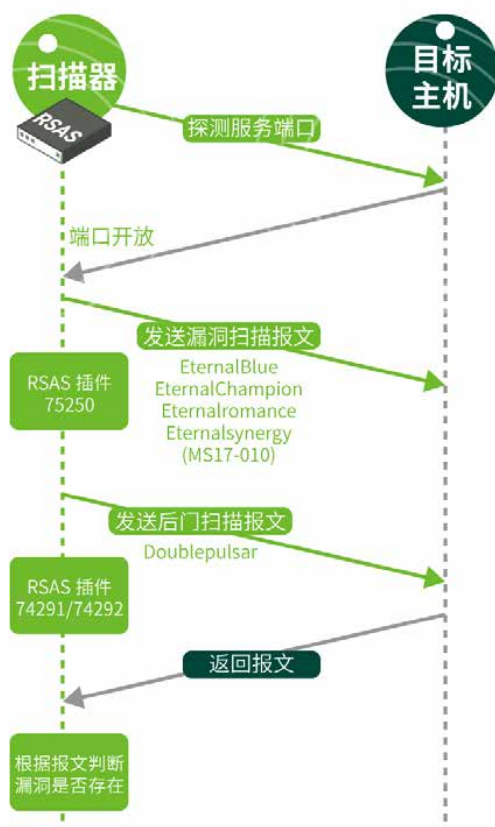 扫描器
目标
主机
RSAS
探测服务端口
端口开放
发送漏洞扫描报文
EternalBlue
EternalChampion
Eternalromance
Eternalsynergy
(MS17-010)
RSAS 插件
75250
发送后门扫描报文
Doublepulsar
RSAS 插件
74291/74292
返回报文
根据报文判断
漏洞是否存在